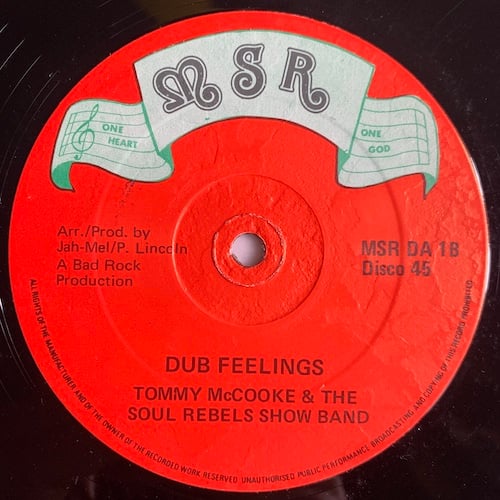 MSR
ONE
HEART
ONE
GOD
Arr./Prod. by
Jah-Mel/P. Lincoln
A Bad Rock
Production
MSR DA 1B
Disco 45
DUB FEELINGS
TOMMY McCOOKE & THE
SOUL REBELS SHOW BAND
ALL RIGHTS OF THE MANUFACTURER AND OF THE OWNER OF THE RECORDED WORK RESERVED UNAUTHORISED PUBLIC PERFORMANCE BROADCASTING AND COPYING OF THIS RECORD PROHIBITED